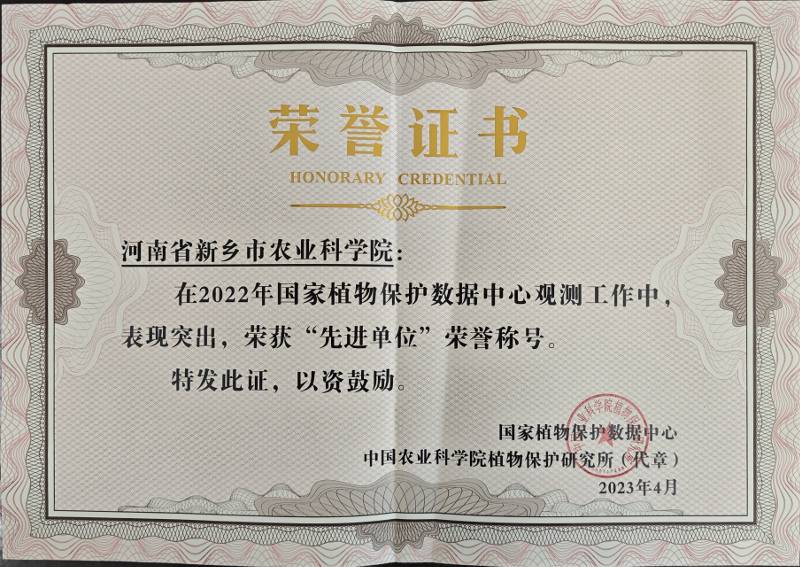 荣誉证书
HONORARY CREDENTIAL
河南省新乡市农业科学院：
在2022年国家植物保护数据中心观测工作中，
表现突出，荣获“先进单位”荣誉称号。
特发此证，以资鼓励。
国家植物保护数据中心
中国农业科学院植物保护研究所（代章）
2023年4月